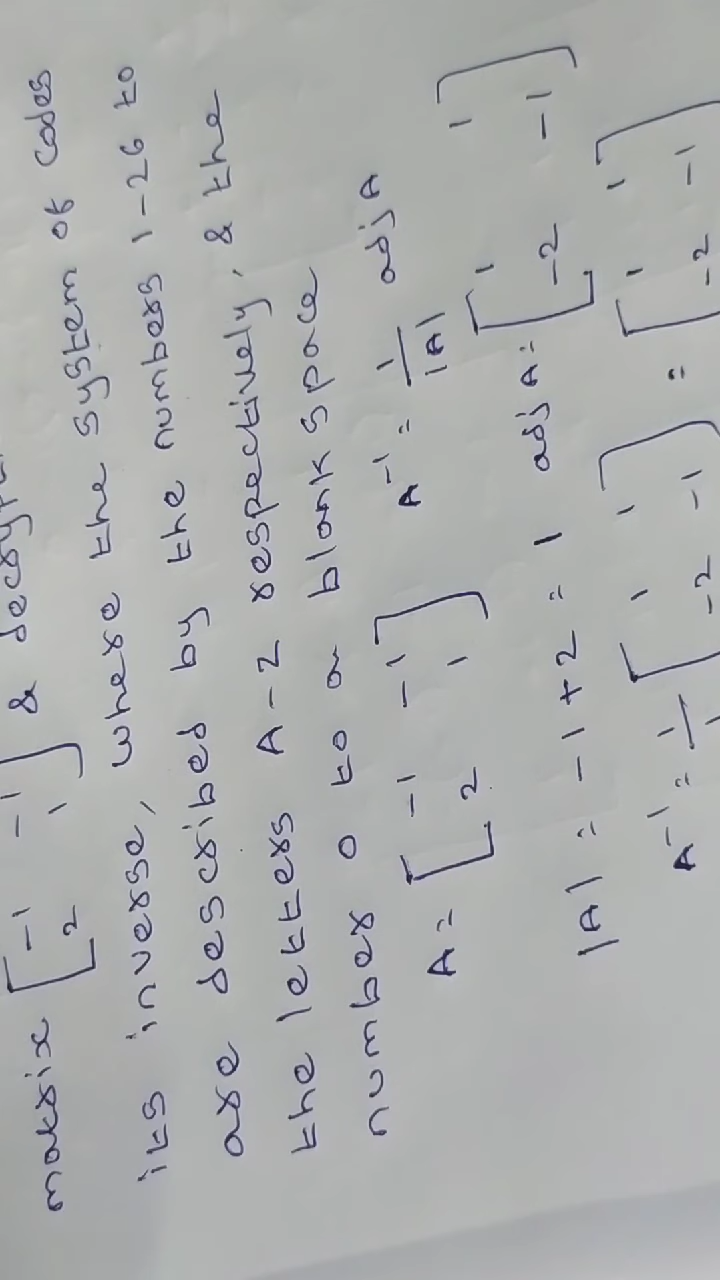 matrix [-1 -1 2 1] & decrypt
its inverse, where the system of codes
are described by the numbers 1-26 to
the letters A-Z respectively, & the
number 0 to a blank space
A = [-1 -1 2 1] A⁻¹ = 1/|A| adj A
|A| = -1+2 = 1 adj A = [1 1 -2 -1]
A⁻¹ = 1/1 [1 1 -2 -1] = [1 1 -2 -1]